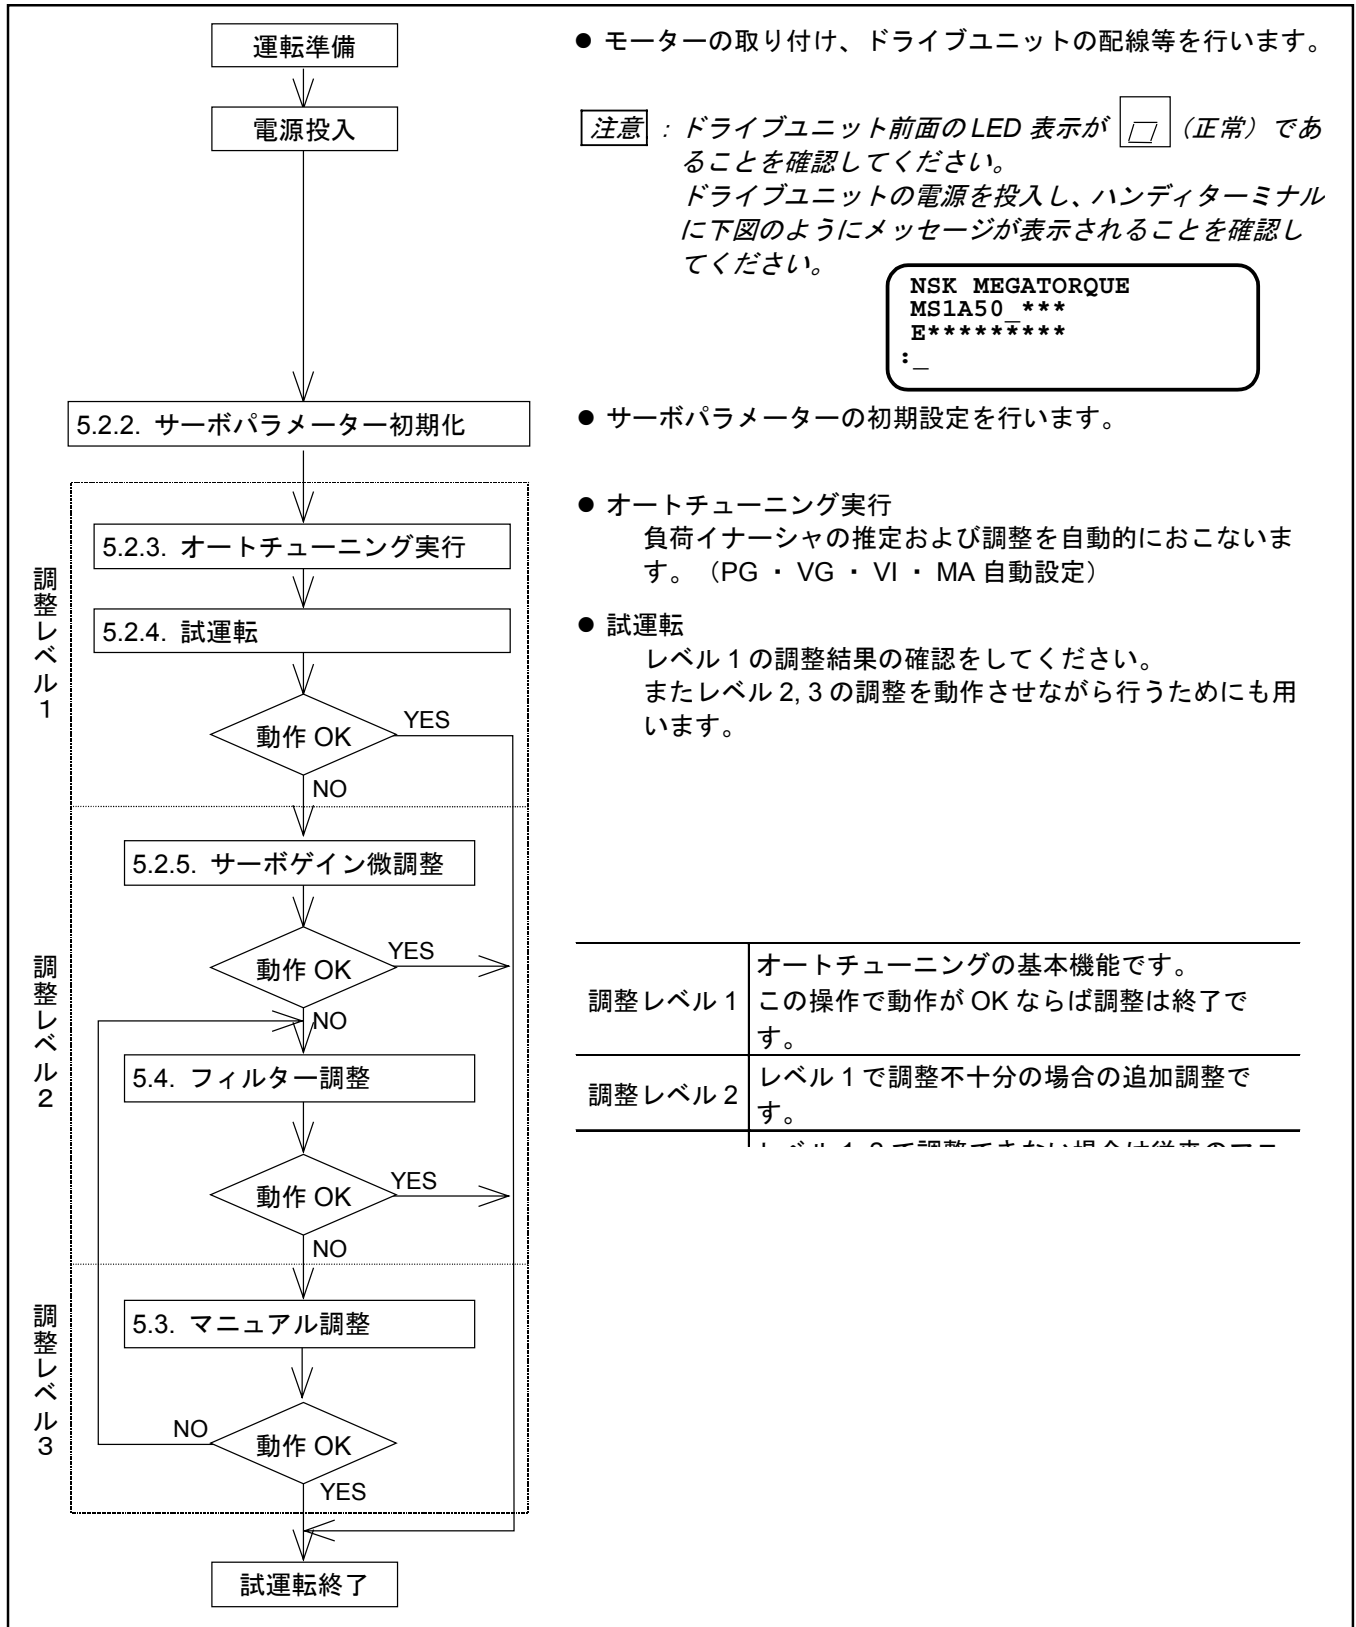 運転準備
● モーターの取り付け、ドライブユニットの配線等を行います。
電源投入
注意 : ドライブユニット前面の LED 表示が （正常）であ
ることを確認してください。
ドライブユニットの電源を投入し、ハンディターミナル
に下図のようにメッセージが表示されることを確認し
てください。
NSK MEGATORQUE
MS1A50_***
E*********
:_
5.2.2. サーボパラメーター初期化
● サーボパラメーターの初期設定を行います。
調整レベル1
5.2.3. オートチューニング実行
● オートチューニング実行
負荷イナーシャの推定および調整を自動的におこないま
す。（PG ・ VG ・ VI ・ MA 自動設定）
5.2.4. 試運転
● 試運転
レベル 1 の調整結果の確認をしてください。
またレベル 2, 3 の調整を動作させながら行うためにも用
います。
動作 OK
YES
NO
調整レベル2
5.2.5. サーボゲイン微調整
動作 OK
YES
NO
5.4. フィルター調整
動作 OK
YES
NO
調整レベル 1
オートチューニングの基本機能です。
この操作で動作が OK ならば調整は終了で
す。
調整レベル 2
レベル 1 で調整不十分の場合の追加調整で
す。
調整レベル3
5.3. マニュアル調整
NO
動作 OK
YES
試運転終了